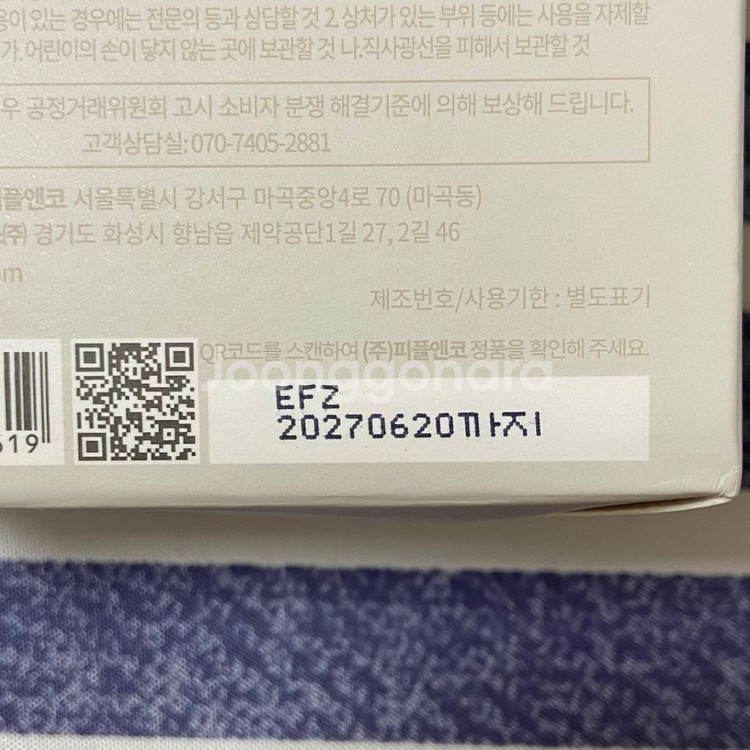 용이 있는 경우에는 전문의 등과 상담할 것 2. 상처가 있는 부위 등에는 사용을 자제할
가.어린이의 손이 닿지 않는 곳에 보관할 것 나.직사광선을 피해서 보관할 것
우 공정거래위원회 고시 소비자 분쟁 해결기준에 의해 보상해 드립니다.
고객상담실: 070-7405-2881
피플앤코 서울특별시 강서구 마곡중앙4로 70 (마곡동)
(주) 경기도 화성시 향남읍 제약공단1길 27, 2길 46
om
제조번호/사용기한 : 별도표기
QR코드를 스캔하여 (주)피플앤코 정품을 확인해 주세요.
Joonggonara
EFZ
20270620까지
619